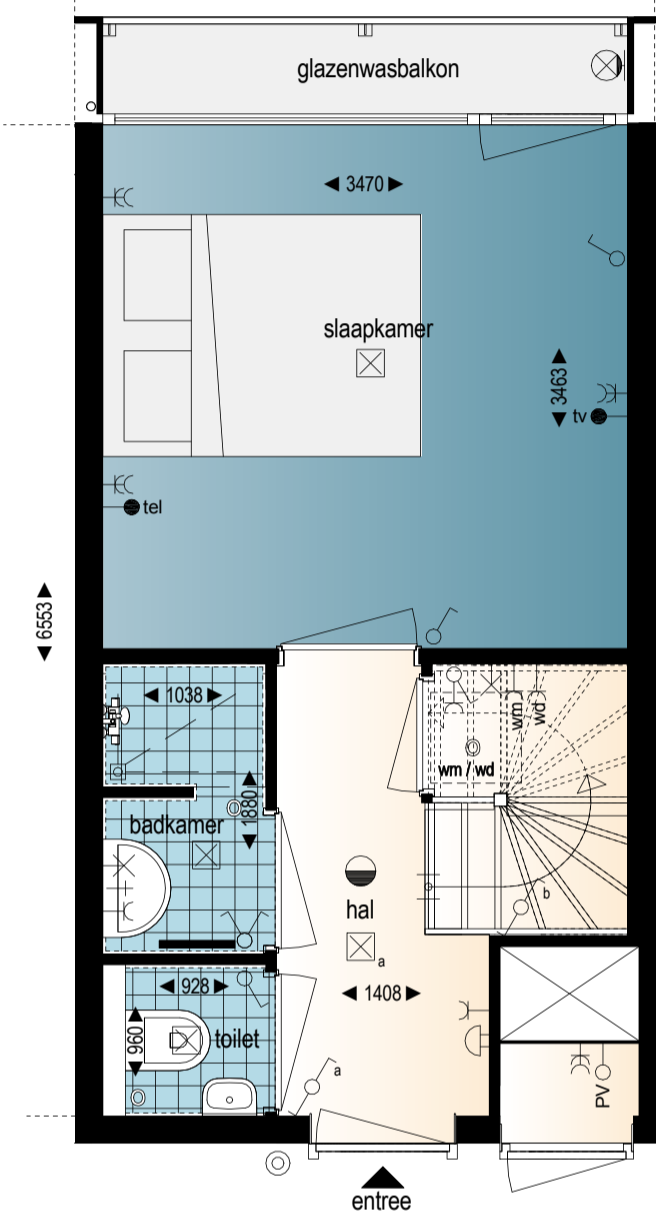 glazenwasbalkon
3470
slaapkamer
3463
tv
tel
6553
1038
wm
wd
wm / wd
1880
badkamer
b
hal
a
928
1408
960
toilet
a
PV
entree